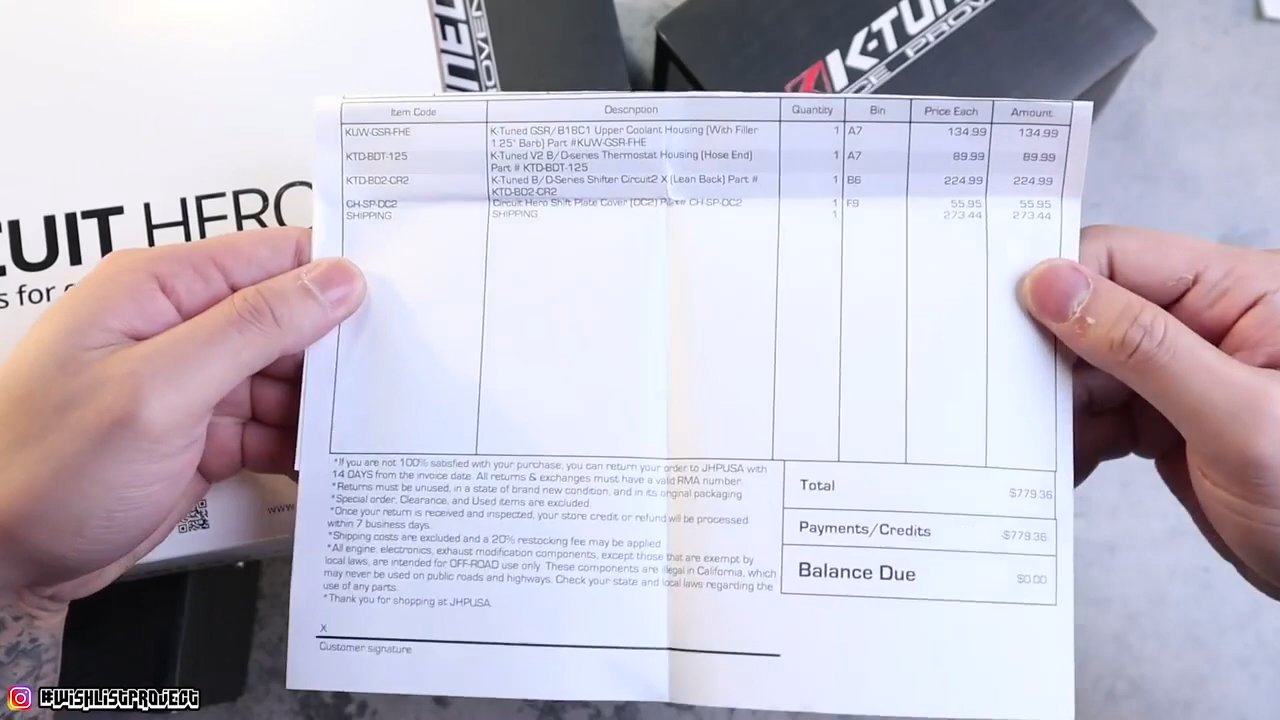 NEL
OVEN
K-TUN
CE PROV
CUIT HERO
s for
www.
Item Code Description Quantity Bin Price Each Amount
KUW-GSR-FHE K-Tuned GSR/B18C1 Upper Coolant Housing (With Filler 1 A7 134.99 134.99
1.25" Barb) Part #KUW-GSR-FHE
KTD-BDT-125 K-Tuned V2 B/D-series Thermostat Housing (Hose End) 1 A7 89.99 89.99
Part # KTD-BDT-125
KTD-BD2-CR2 K-Tuned B/D-Series Shifter Circuit2 X (Lean Back) Part # 1 B6 224.99 224.99
KTD-BD2-CR2
CH-SP-DC2 Circuit Hero Shift Plate Cover (DC2) Part# CH-SP-DC2 1 F9 55.95 55.95
SHIPPING SHIPPING 1 273.44 273.44
*If you are not 100% satisfied with your purchase, you can return your order to JHPUSA with
14 DAYS from the invoice date. All returns & exchanges must have a valid RMA number.
*Returns must be unused, in a state of brand new condition, and in its original packaging
*Special order, Clearance, and Used items are excluded.
*Once your return is received and inspected, your store credit or refund will be processed
within 7 business days.
*Shipping costs are excluded and a 20% restocking fee may be applied
*All engine, electronics, exhaust modification components, except those that are exempt by
local laws, are intended for OFF-ROAD use only. These components are illegal in California, which
may never be used on public roads and highways. Check your state and local laws regarding the
use of any parts.
*Thank you for shopping at JHPUSA.
Total $779.36
Payments/Credits -$779.36
Balance Due $0.00
X
Customer signature
#WISHLISTPROJECT